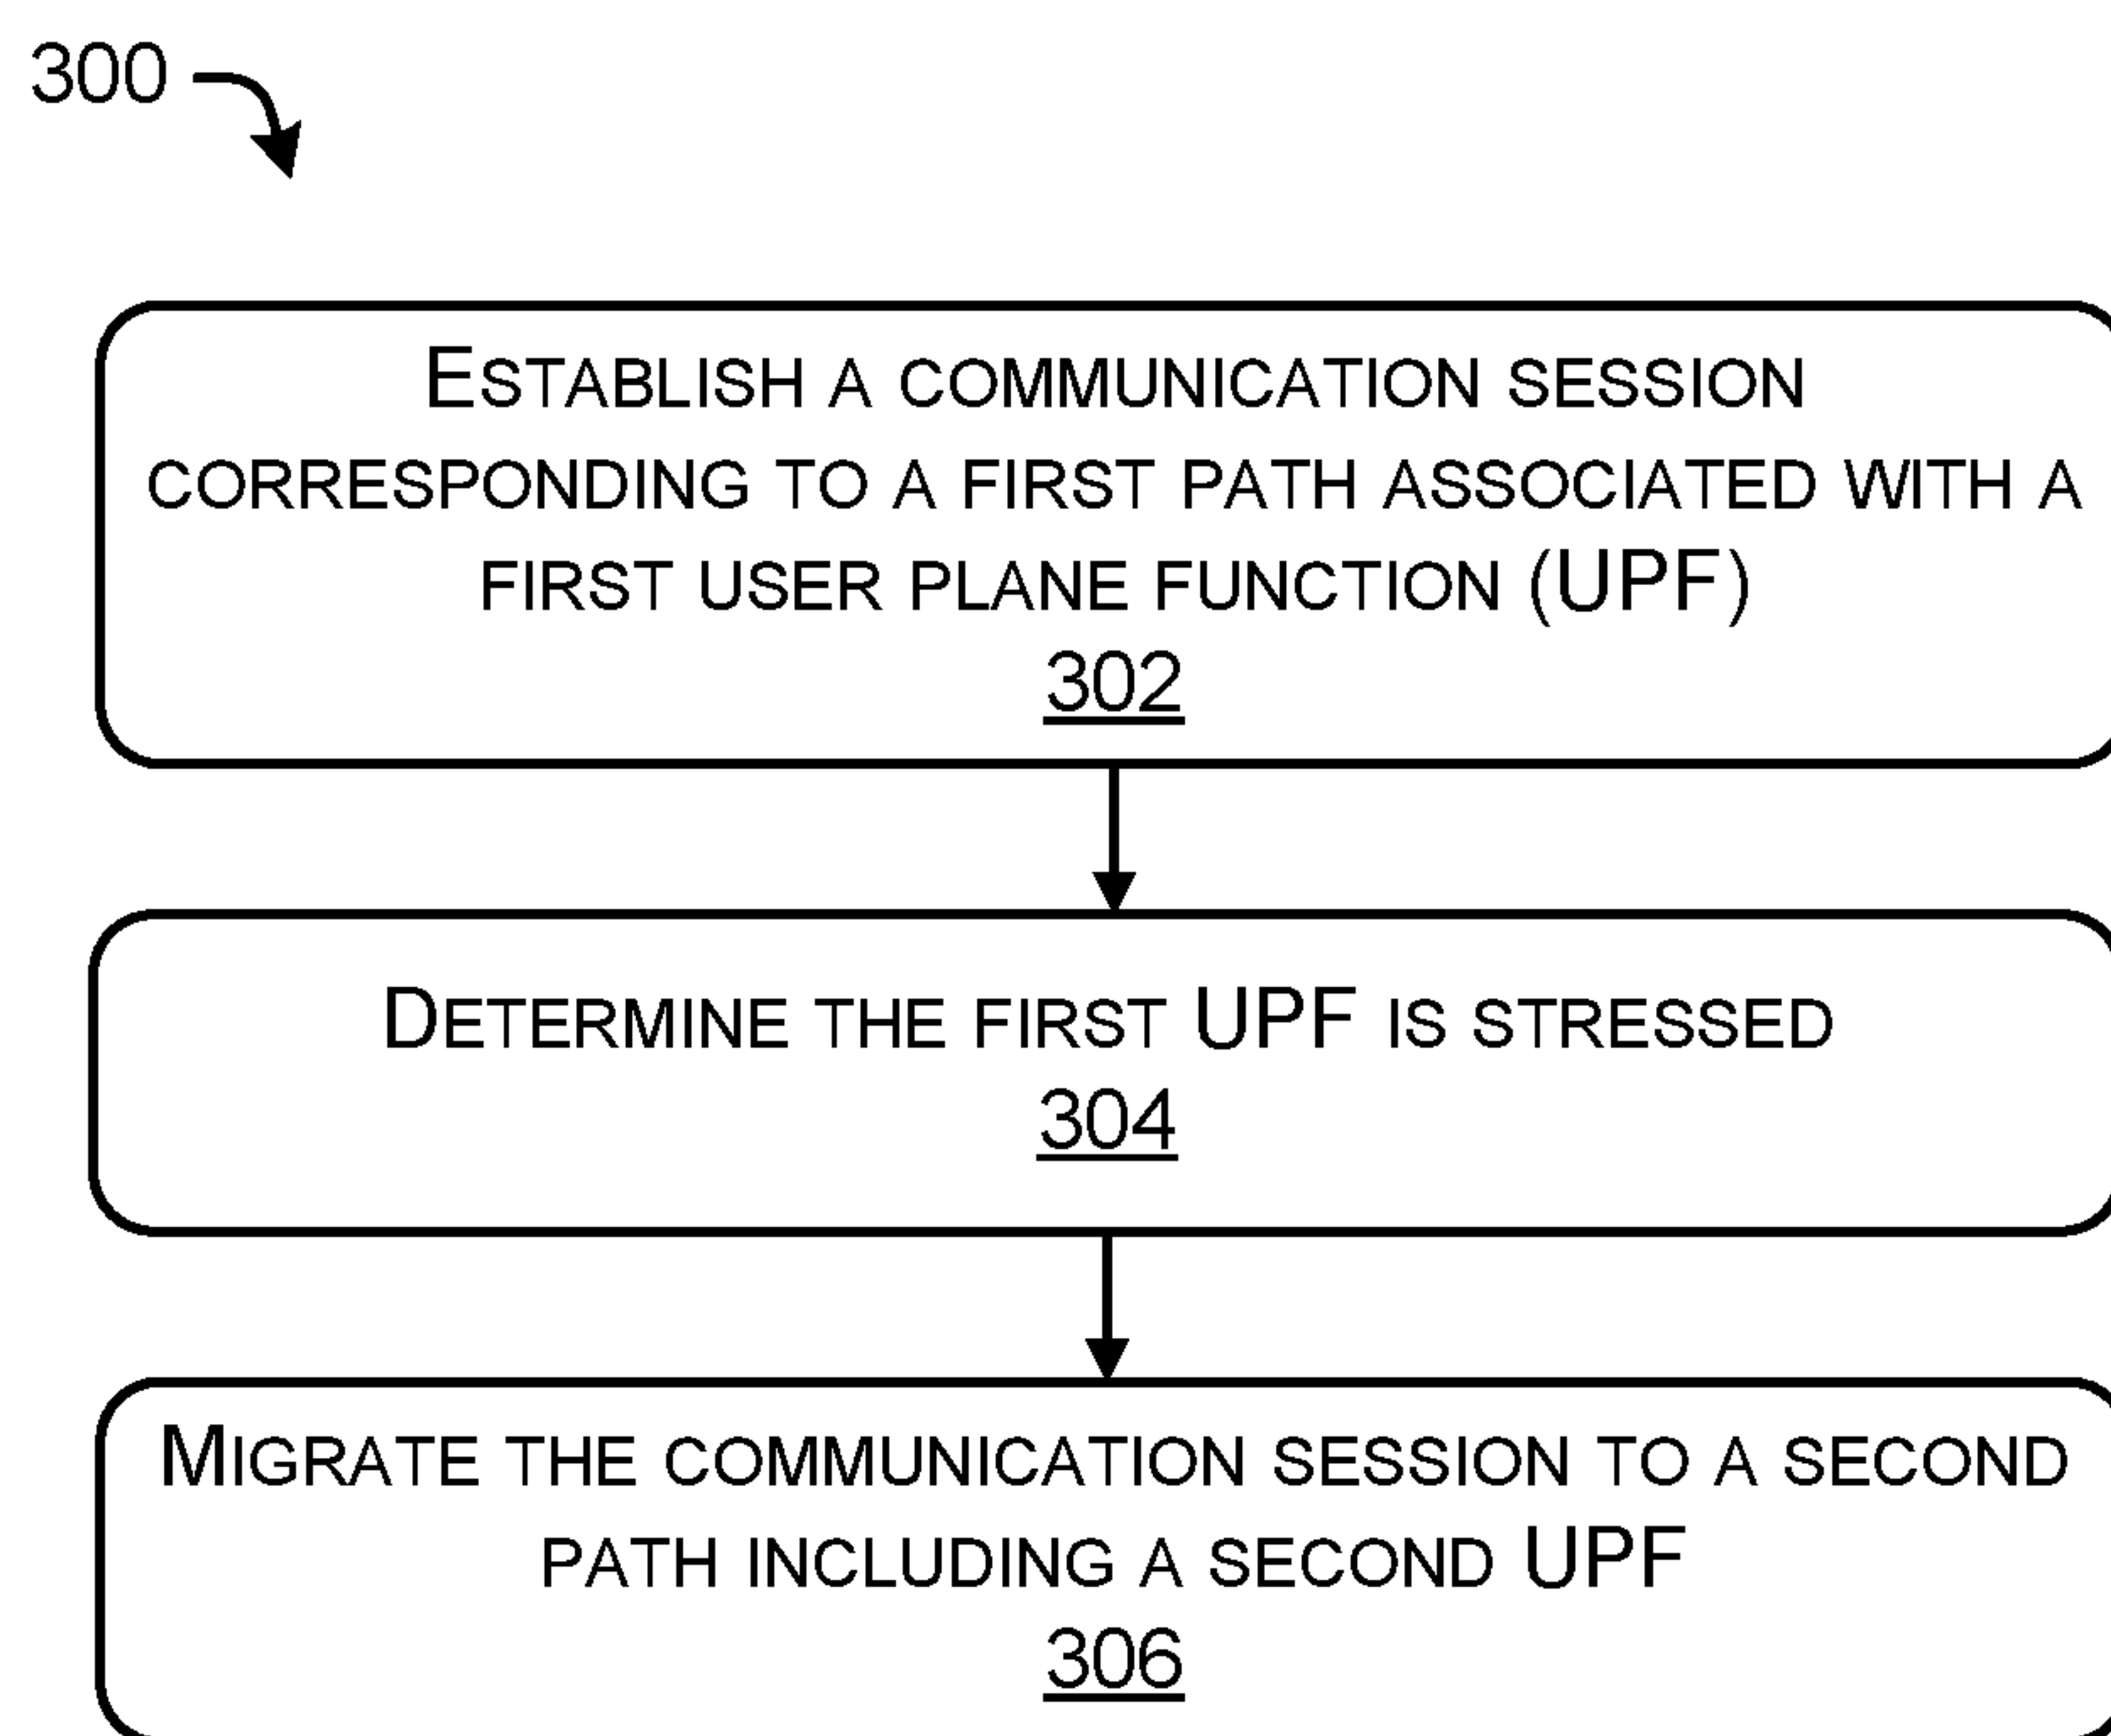 300
ESTABLISH A COMMUNICATION SESSION
CORRESPONDING TO A FIRST PATH ASSOCIATED WITH A
FIRST USER PLANE FUNCTION (UPF)
302
DETERMINE THE FIRST UPF IS STRESSED
304
MIGRATE THE COMMUNICATION SESSION TO A SECOND
PATH INCLUDING A SECOND UPF
306